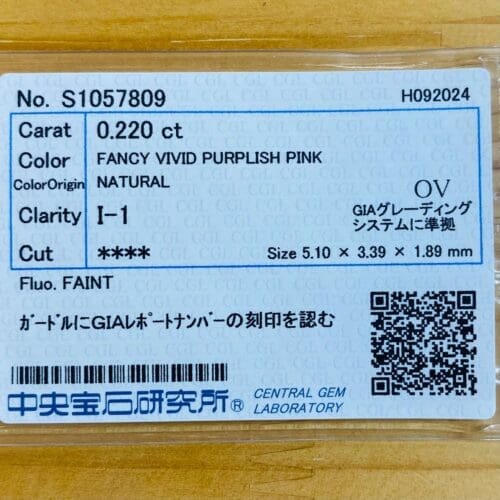 No. S1057809 H092024
Carat 0.220 ct
Color FANCY VIVID PURPLISH PINK
ColorOrigin NATURAL
Clarity I-1
OV
GIAグレーディング
システムに準拠
Cut **** Size 5.10 × 3.39 × 1.89 mm
Fluo. FAINT
ガードルにGIAレポートナンバーの刻印を認む
中央宝石研究所® CENTRAL GEM
LABORATORY